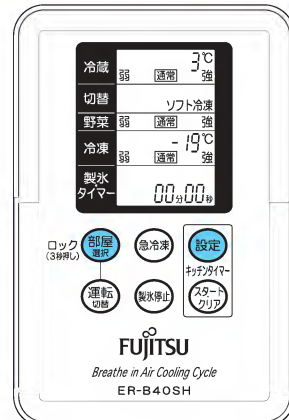 冷蔵 3℃
弱 通常 強
切替 ソフト冷凍
野菜 弱 通常 強
冷凍 -19℃
弱 通常 強
製氷
タイマー 00分00秒
ロック
(3秒押し)
部屋
選択
急冷凍
設定
キッチンタイマー
運転
切替
製氷停止
スタート
クリア
FUJITSU
Breathe in Air Cooling Cycle
ER-B40SH